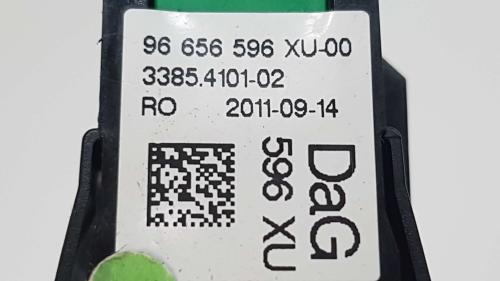 96 656 596 XU-00
3385.4101-02
RO 2011-09-14
DaG
596 XU